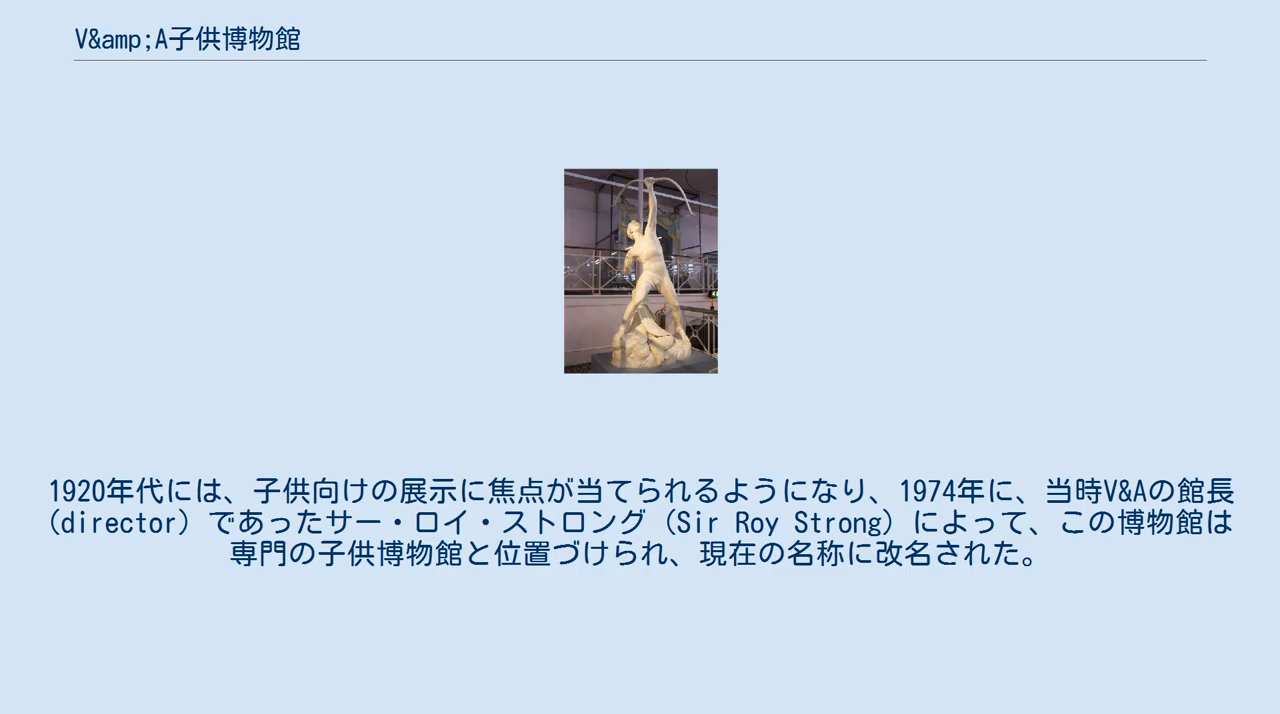 V&amp;A子供博物館
1920年代には、子供向けの展示に焦点が当てられるようになり、1974年に、当時V&Aの館長
(director) であったサー・ロイ・ストロング (Sir Roy Strong) によって、この博物館は
専門の子供博物館と位置づけられ、現在の名称に改名された。